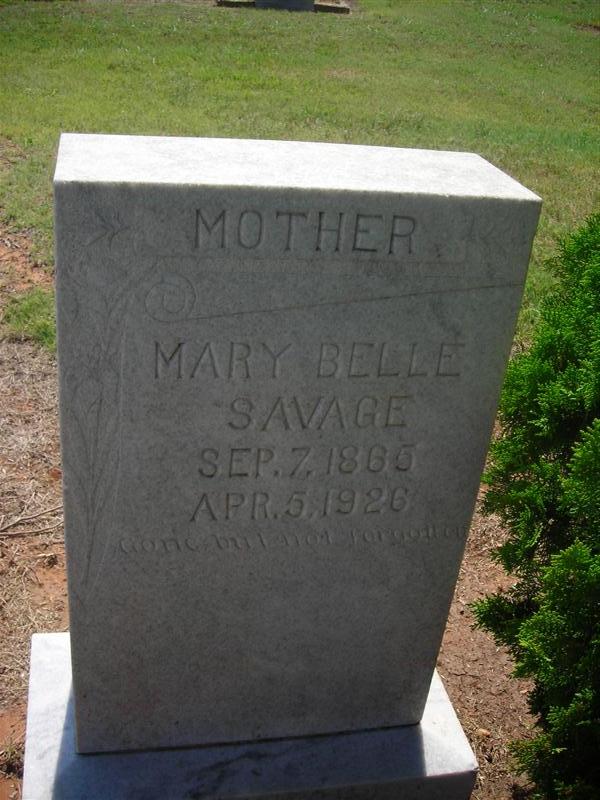 MOTHER
MARY BELLE
SAVAGE
SEP. 7, 1865
APR. 5, 1926
Gone but not forgotten